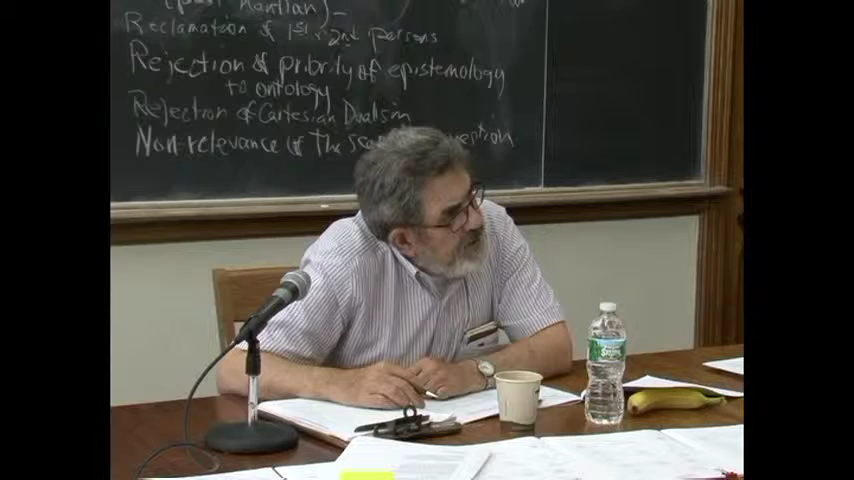 (post Kantian) -
Reclamation of 1st & 2nd persons
Rejection of priority of epistemology
to ontology
Rejection of Cartesian Dualism
Non-relevance of the